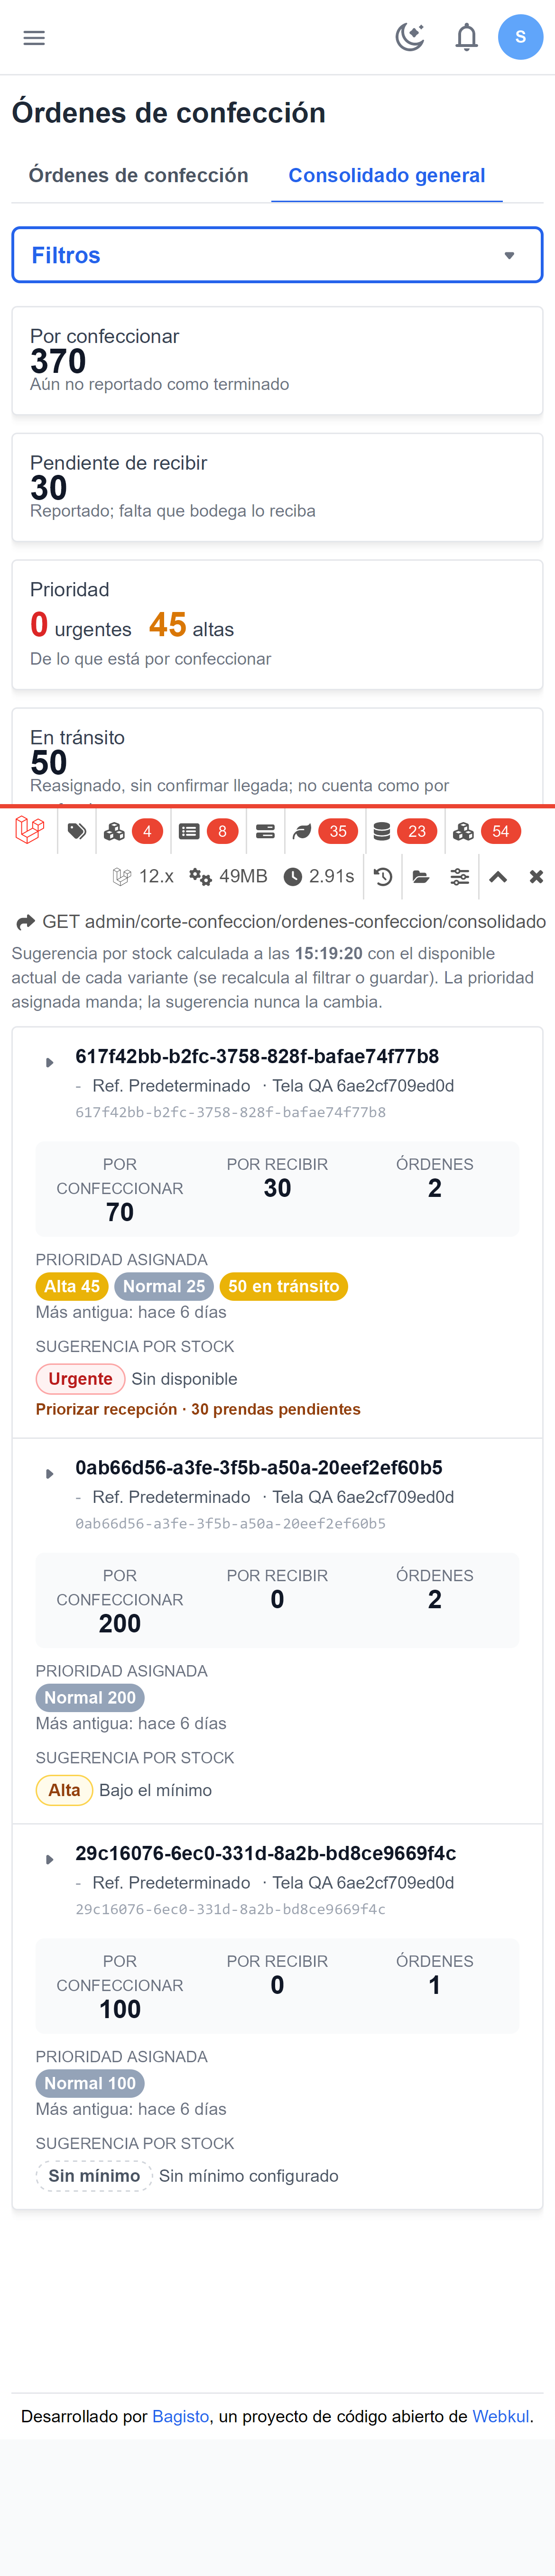 S
Órdenes de confección
Órdenes de confección Consolidado general
Filtros
Por confeccionar
370
Aún no reportado como terminado
Pendiente de recibir
30
Reportado; falta que bodega lo reciba
Prioridad
0 urgentes 45 altas
De lo que está por confeccionar
En tránsito
50
Reasignado, sin confirmar llegada; no cuenta como por
4 8 35 23 54
12.x 49MB 2.91s
GET admin/corte-confeccion/ordenes-confeccion/consolidado
Sugerencia por stock calculada a las 15:19:20 con el disponible
actual de cada variante (se recalcula al filtrar o guardar). La prioridad
asignada manda; la sugerencia nunca la cambia.
617f42bb-b2fc-3758-828f-bafae74f77b8
- Ref. Predeterminado · Tela QA 6ae2cf709ed0d
617f42bb-b2fc-3758-828f-bafae74f77b8
POR CONFECCIONAR
70
POR RECIBIR
30
ÓRDENES
2
PRIORIDAD ASIGNADA
Alta 45 Normal 25 50 en tránsito
Más antigua: hace 6 días
SUGERENCIA POR STOCK
Urgente Sin disponible
Priorizar recepción · 30 prendas pendientes
0ab66d56-a3fe-3f5b-a50a-20eef2ef60b5
- Ref. Predeterminado · Tela QA 6ae2cf709ed0d
0ab66d56-a3fe-3f5b-a50a-20eef2ef60b5
POR CONFECCIONAR
200
POR RECIBIR
0
ÓRDENES
2
PRIORIDAD ASIGNADA
Normal 200
Más antigua: hace 6 días
SUGERENCIA POR STOCK
Alta Bajo el mínimo
29c16076-6ec0-331d-8a2b-bd8ce9669f4c
- Ref. Predeterminado · Tela QA 6ae2cf709ed0d
29c16076-6ec0-331d-8a2b-bd8ce9669f4c
POR CONFECCIONAR
100
POR RECIBIR
0
ÓRDENES
1
PRIORIDAD ASIGNADA
Normal 100
Más antigua: hace 6 días
SUGERENCIA POR STOCK
Sin mínimo Sin mínimo configurado
Desarrollado por Bagisto, un proyecto de código abierto de Webkul.